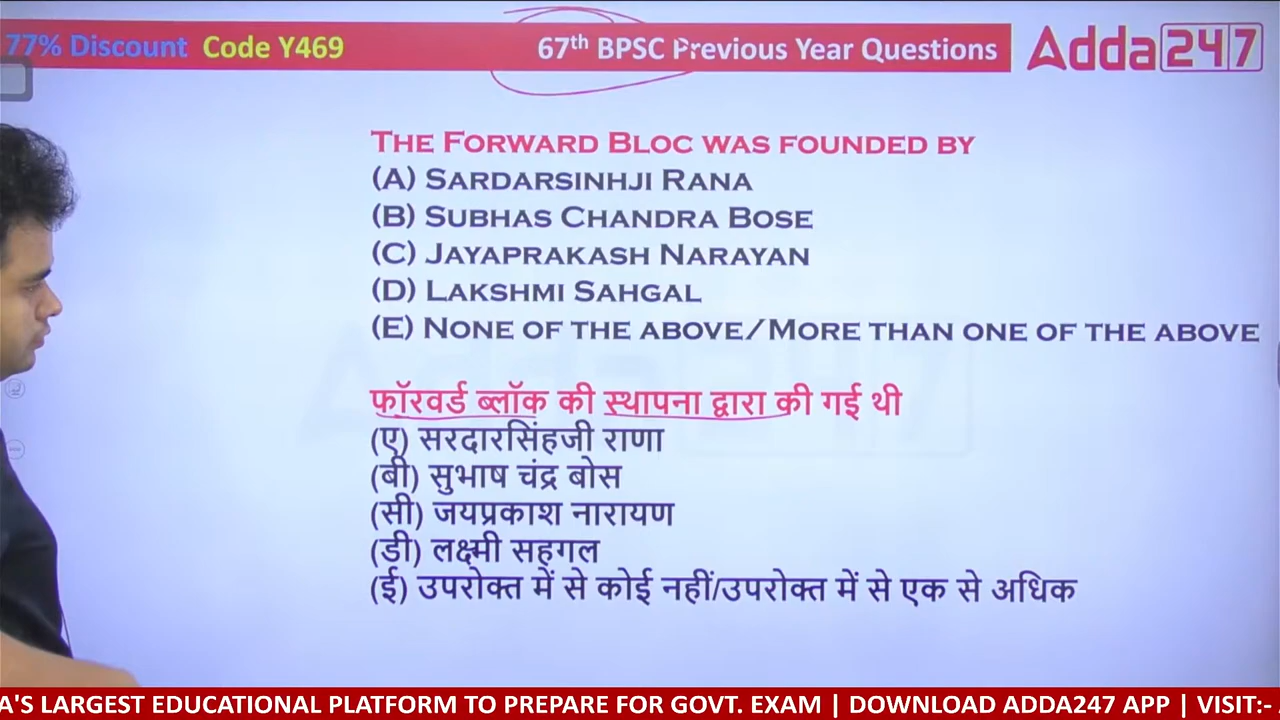 77% Discount Code Y469
67th BPSC Previous Year Questions
Adda247
THE FORWARD BLOC WAS FOUNDED BY
(A) SARDARSINHJI RANA
(B) SUBHAS CHANDRA BOSE
(C) JAYAPRAKASH NARAYAN
(D) LAKSHMI SAHGAL
(E) NONE OF THE ABOVE/MORE THAN ONE OF THE ABOVE
फॉरवर्ड ब्लॉक की स्थापना द्वारा की गई थी
(ए) सरदारसिंहजी राणा
(बी) सुभाष चंद्र बोस
(सी) जयप्रकाश नारायण
(डी) लक्ष्मी सहगल
(ई) उपरोक्त में से कोई नहीं/उपरोक्त में से एक से अधिक
A'S LARGEST EDUCATIONAL PLATFORM TO PREPARE FOR GOVT. EXAM | DOWNLOAD ADDA247 APP | VISIT:-